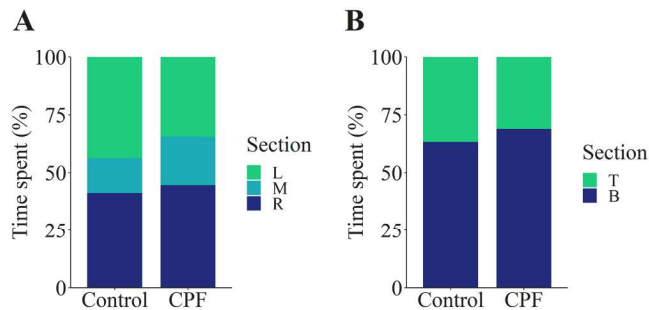 A
Time spent (%)
100
75
50
25
0
Control CPF
Section
L
M
R
B
Time spent (%)
100
75
50
25
0
Control CPF
Section
T
B